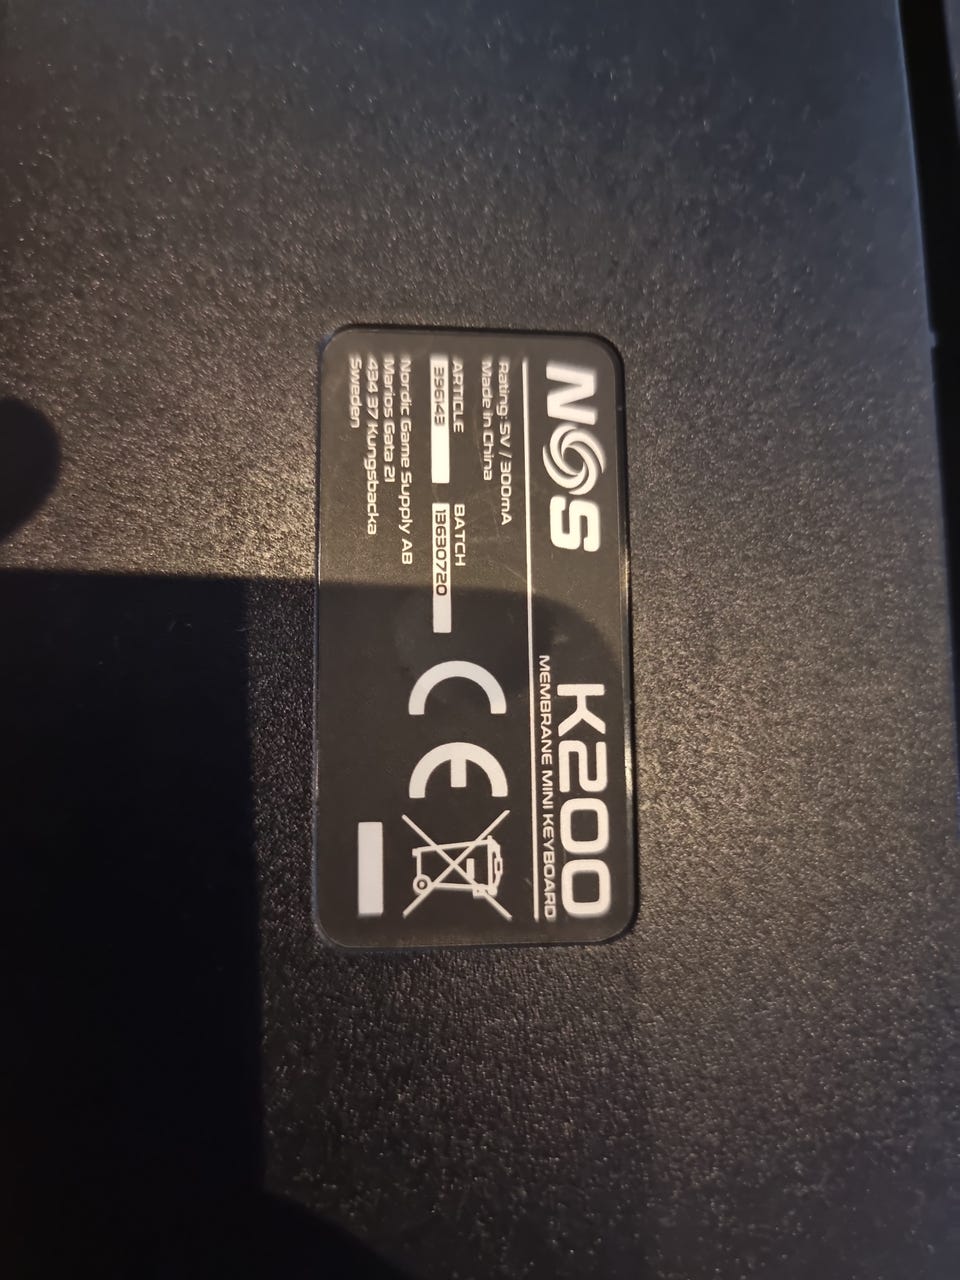 NOS
K200
MEMBRANE MINI KEYBOARD
Rating: 5V / 300mA
Made in China
ARTICLE
396143
BATCH
13630720
Nordic Game Supply AB
Marios Gata 21
434 37 Kungsbacka
Sweden
CE